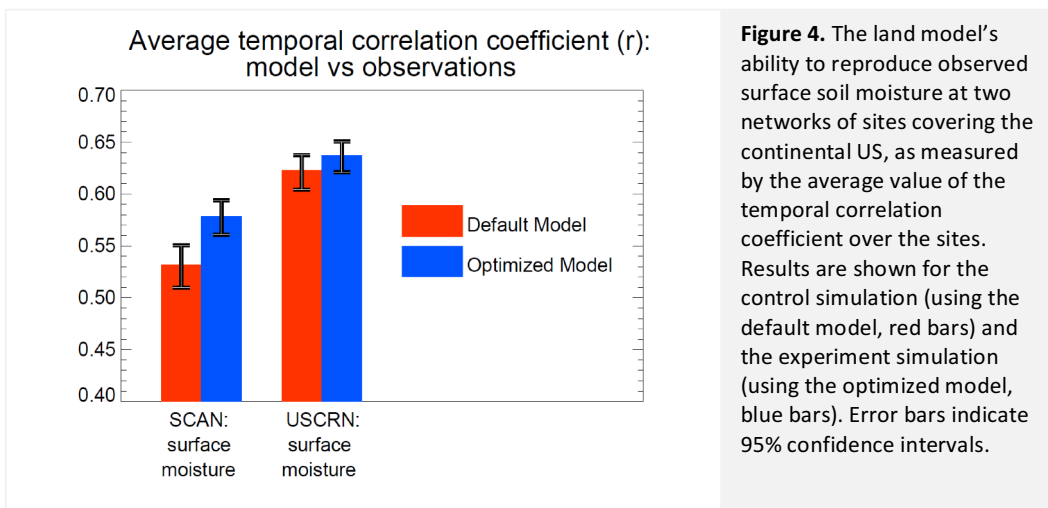 Average temporal correlation coefficient (r):
model vs observations
0.70
0.65
0.60
0.55
0.50
0.45
0.40
Default Model
Optimized Model
SCAN:
surface
moisture
USCRN:
surface
moisture
Figure 4. The land model’s
ability to reproduce observed
surface soil moisture at two
networks of sites covering the
continental US, as measured
by the average value of the
temporal correlation
coefficient over the sites.
Results are shown for the
control simulation (using the
default model, red bars) and
the experiment simulation
(using the optimized model,
blue bars). Error bars indicate
95% confidence intervals.